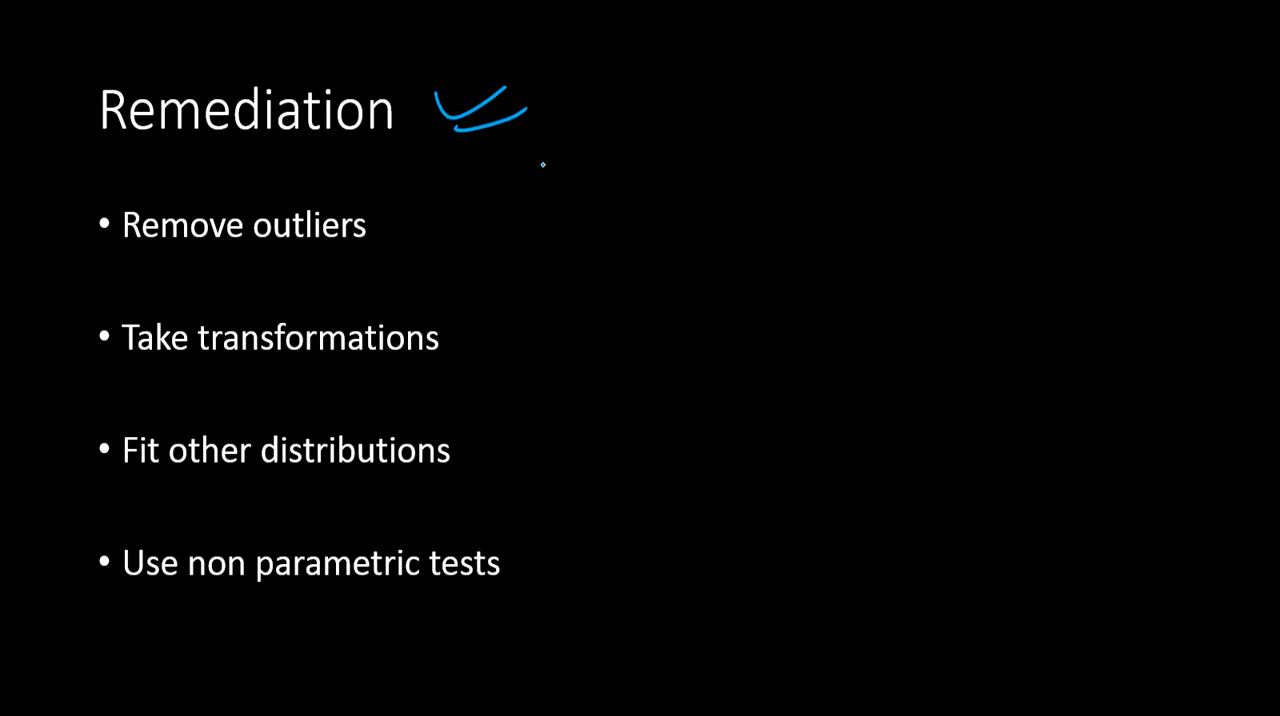 Remediation
• Remove outliers
• Take transformations
• Fit other distributions
• Use non parametric tests